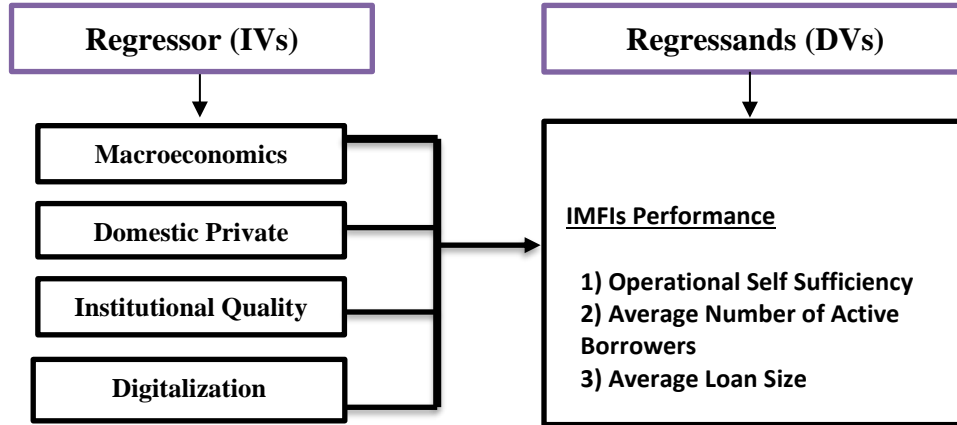 Regressor (IVs)
Regressands (DVs)
Macroeconomics
Domestic Private
Institutional Quality
Digitalization
IMFIs Performance
1) Operational Self Sufficiency
2) Average Number of Active
Borrowers
3) Average Loan Size